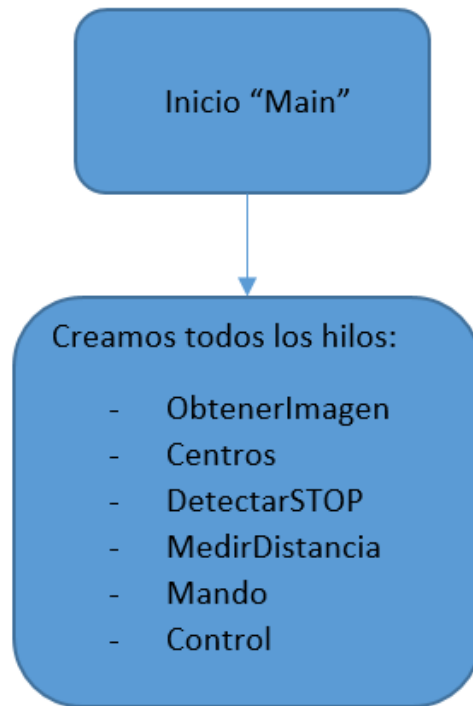 Inicio “Main”
Creamos todos los hilos:
- ObtenerImagen
- Centros
- DetectarSTOP
- MedirDistancia
- Mando
- Control